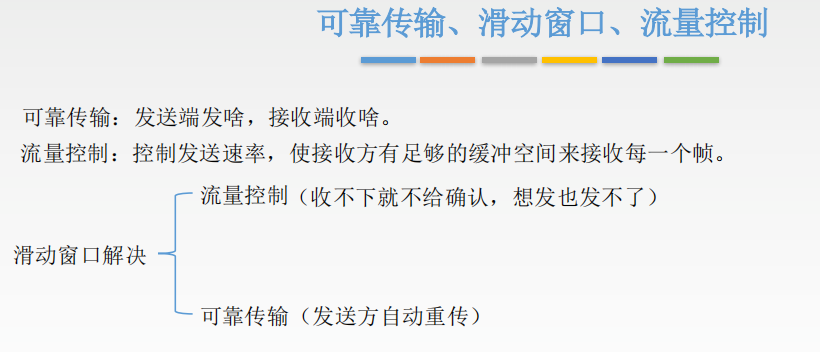 可靠传输、滑动窗口、流量控制
可靠传输：发送端发啥，接收端收啥。
流量控制：控制发送速率，使接收方有足够的缓冲空间来接收每一个帧。
流量控制（收不下就不给确认，想发也发不了）
滑动窗口解决
可靠传输（发送方自动重传）